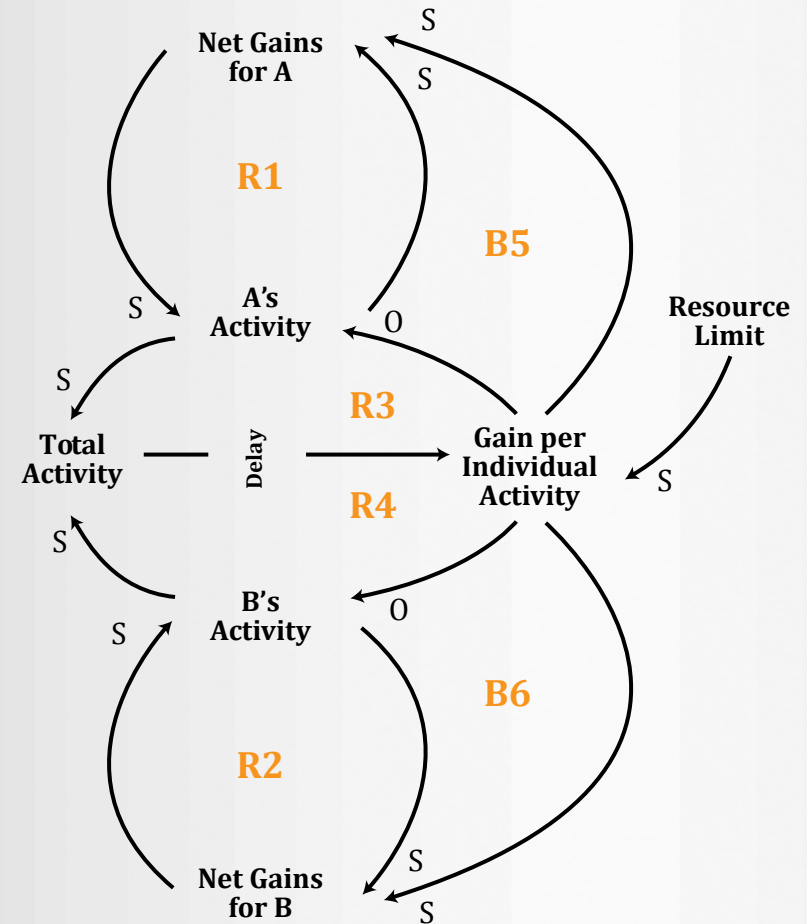 S
Net Gains
for A
S
R1
B5
S
A’s
Activity
O
Resource
Limit
S
R3
Total
Activity
Delay
Gain per
Individual
Activity
S
R4
S
B's
Activity
O
S
B6
R2
S
Net Gains
for B
S